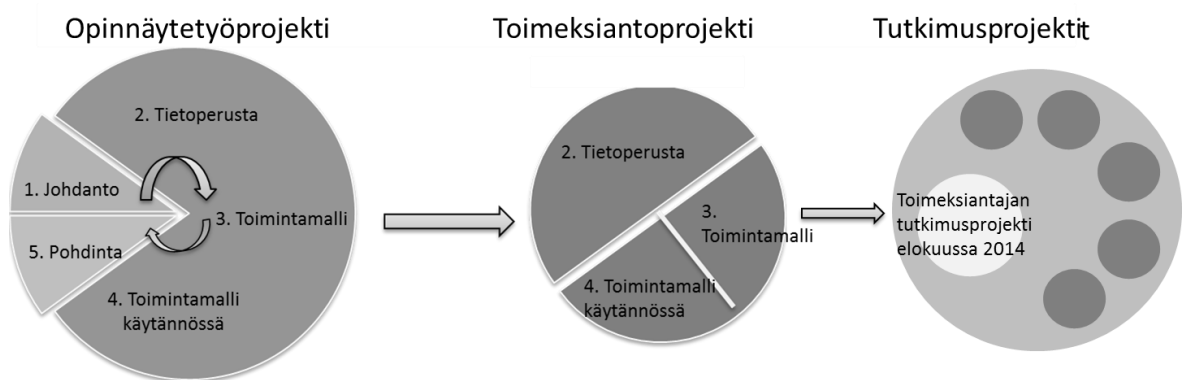 Opinnäytetyöprojekti
Toimeksiantoprojekti
Tutkimusprojektit
2. Tietoperusta
1. Johdanto
3. Toimintamalli
5. Pohdinta
4. Toimintamalli
käytännössä
2. Tietoperusta
3.
Toimintamalli
4. Toimintamalli
käytännössä
Toimeksiantajan
tutkimusprojekti
elokuussa 2014